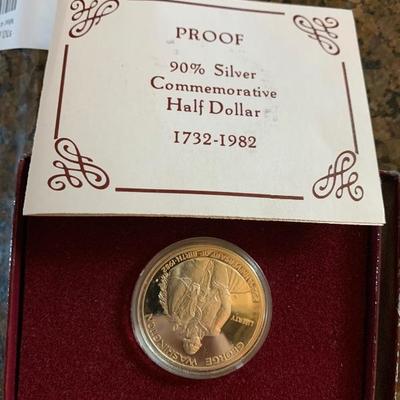 PROOF
90% Silver
Commemorative
Half Dollar
1732-1982
GEORGE WASHINGTON
LIBERTY